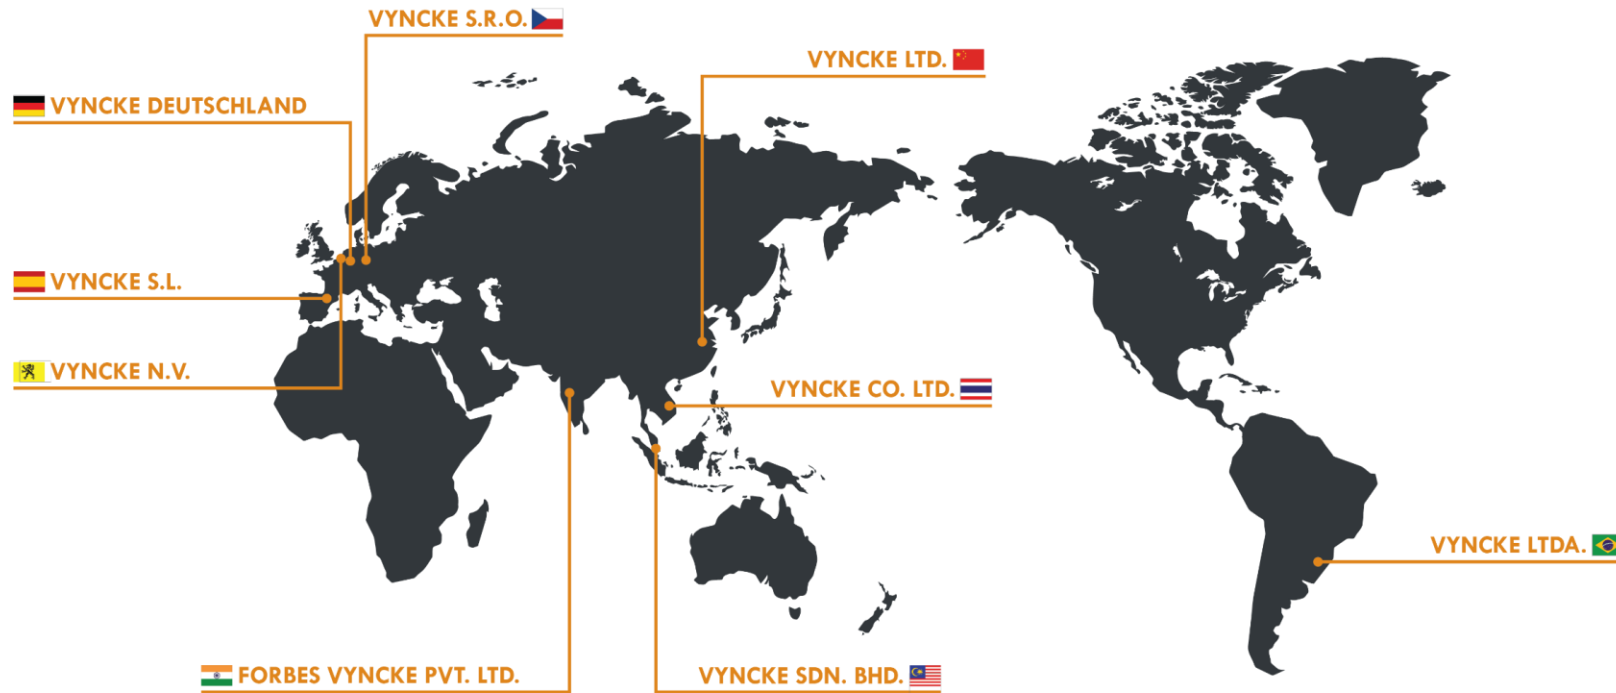 VYNCKE S.R.O.
VYNCKE LTD.
VYNCKE DEUTSCHLAND
VYNCKE S.L.
VYNCKE N.V.
VYNCKE CO. LTD.
VYNCKE LTDA.
FORBES VYNCKE PVT. LTD.
VYNCKE SDN. BHD.